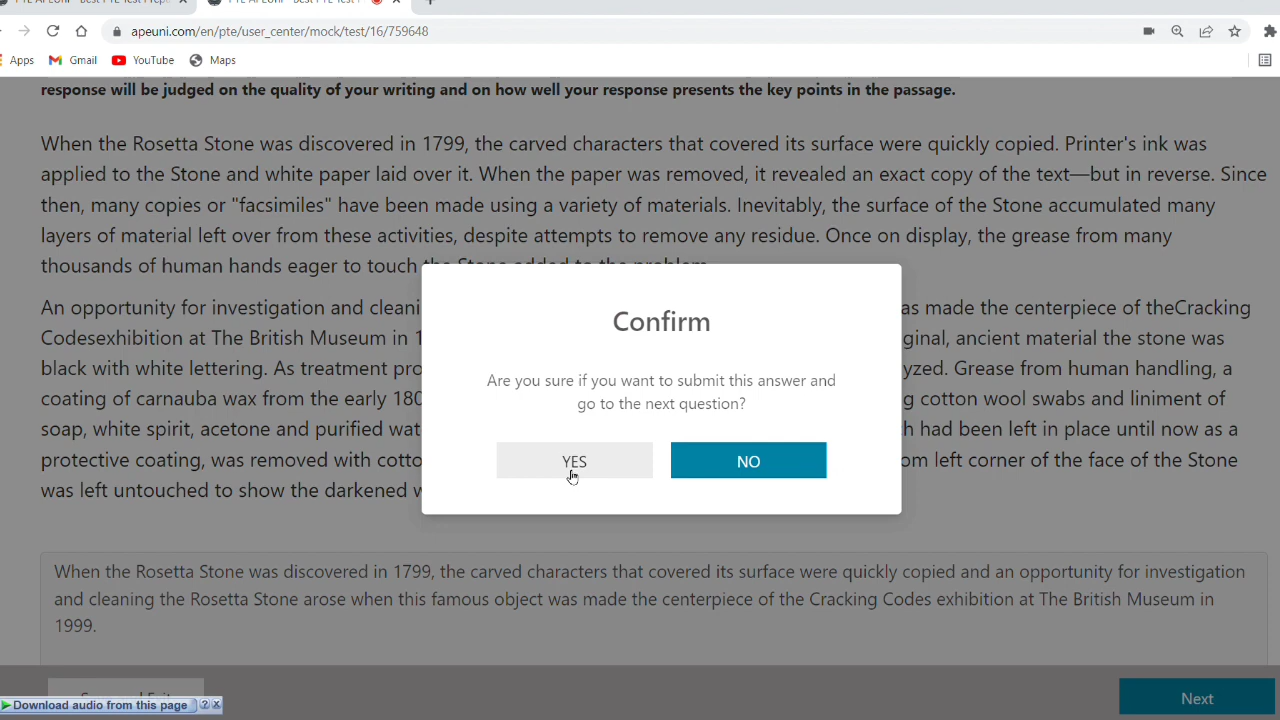 apeuni.com/en/pte/user_center/mock/test/16/759648
Apps Gmail YouTube Maps
response will be judged on the quality of your writing and on how well your response presents the key points in the passage.
When the Rosetta Stone was discovered in 1799, the carved characters that covered its surface were quickly copied. Printer's ink was
applied to the Stone and white paper laid over it. When the paper was removed, it revealed an exact copy of the text—but in reverse. Since
then, many copies or "facsimiles" have been made using a variety of materials. Inevitably, the surface of the Stone accumulated many
layers of material left over from these activities, despite attempts to remove any residue. Once on display, the grease from many
thousands of human hands eager to touch the Stone added to the problem.
An opportunity for investigation and cleani as made the centerpiece of theCracking
Codesexhibition at The British Museum in 1 ginal, ancient material the stone was
black with white lettering. As treatment pro yzed. Grease from human handling, a
coating of carnauba wax from the early 180 g cotton wool swabs and liniment of
soap, white spirit, acetone and purified wat h had been left in place until now as a
protective coating, was removed with cotto om left corner of the face of the Stone
was left untouched to show the darkened w
Confirm
Are you sure if you want to submit this answer and
go to the next question?
YES NO
When the Rosetta Stone was discovered in 1799, the carved characters that covered its surface were quickly copied and an opportunity for investigation
and cleaning the Rosetta Stone arose when this famous object was made the centerpiece of the Cracking Codes exhibition at The British Museum in
1999.
Next
Download audio from this page ? x